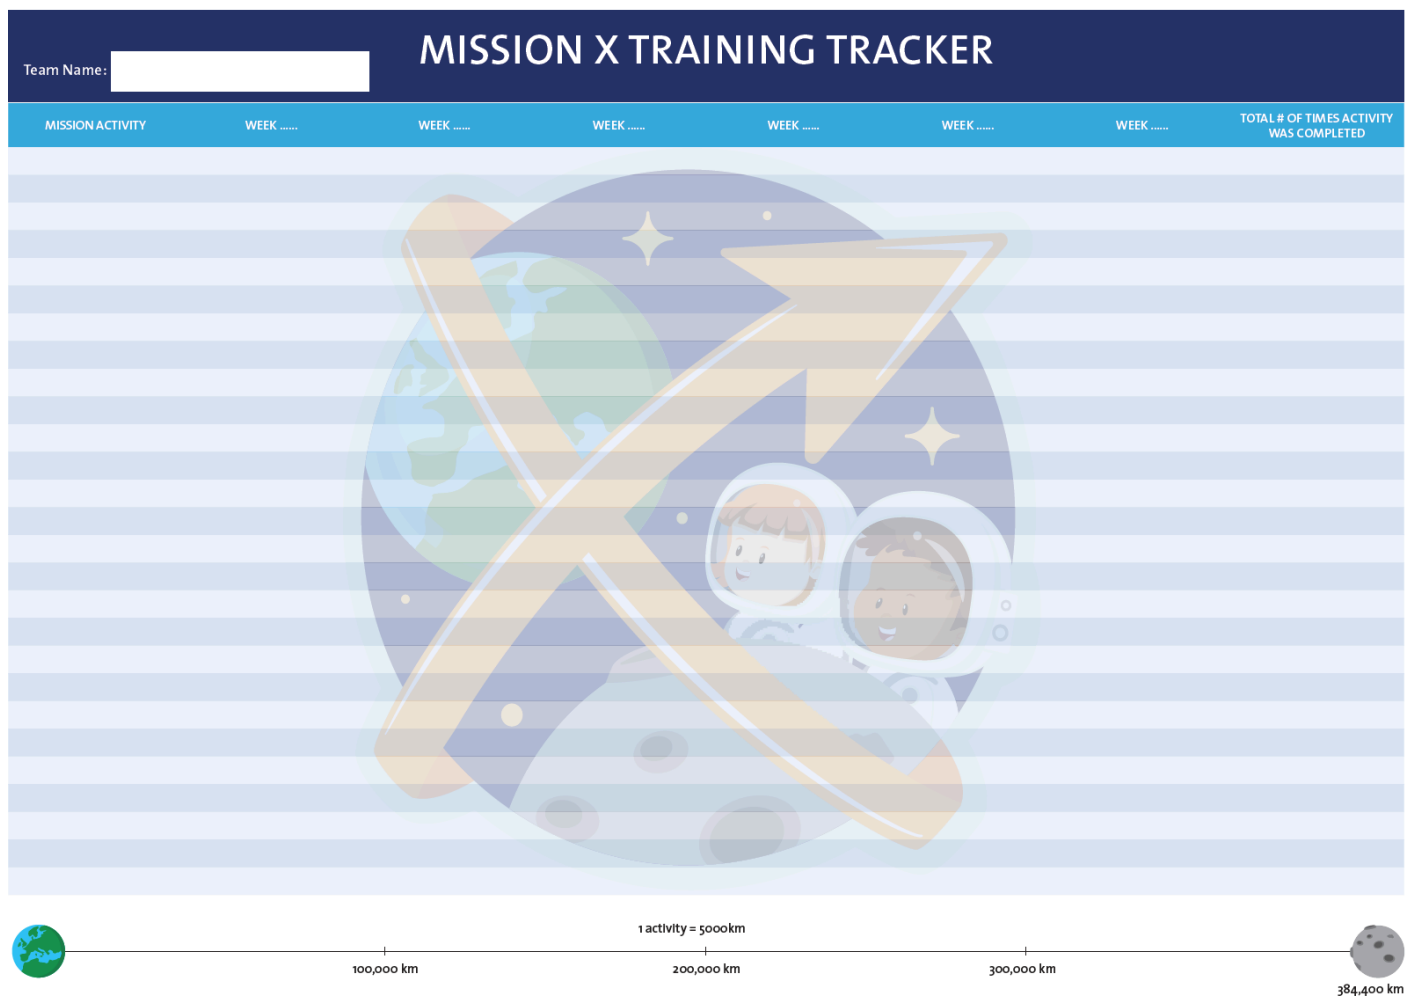 MISSION X TRAINING TRACKER
Team Name:
MISSION ACTIVITY WEEK ...... WEEK ...... WEEK ...... WEEK ...... WEEK ...... WEEK ...... TOTAL # OF TIMES ACTIVITY
WAS COMPLETED
1 activity = 5000km
100,000 km 200,000 km 300,000 km
384,400 km